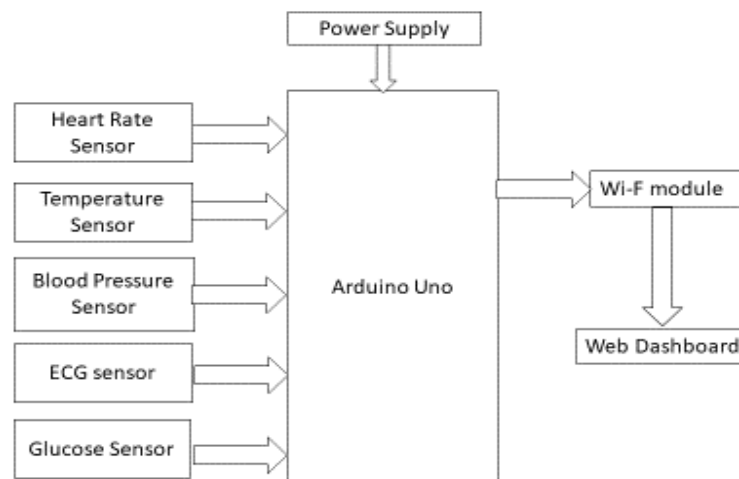 Power Supply
Heart Rate
Sensor
Temperature
Sensor
Blood Pressure
Sensor
ECG sensor
Glucose Sensor
Arduino Uno
Wi-F module
Web Dashboard